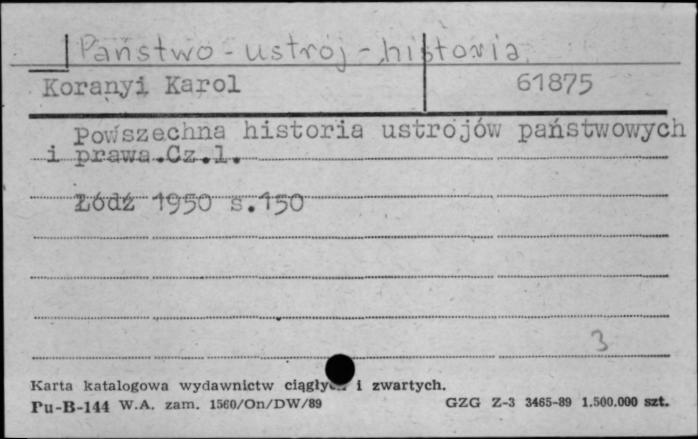 Państwo - ustrój - historia
Koranyi Karol 61875
Powszechna historia ustrojów państwowych
i prawa.Cz.1.
Łódź 1950 s.150
3
Karta katalogowa wydawnictw ciągłych i zwartych.
Pu-B-144 W.A. zam. 1560/On/DW/89 GZG Z-3 3465-89 1.500.000 szt.